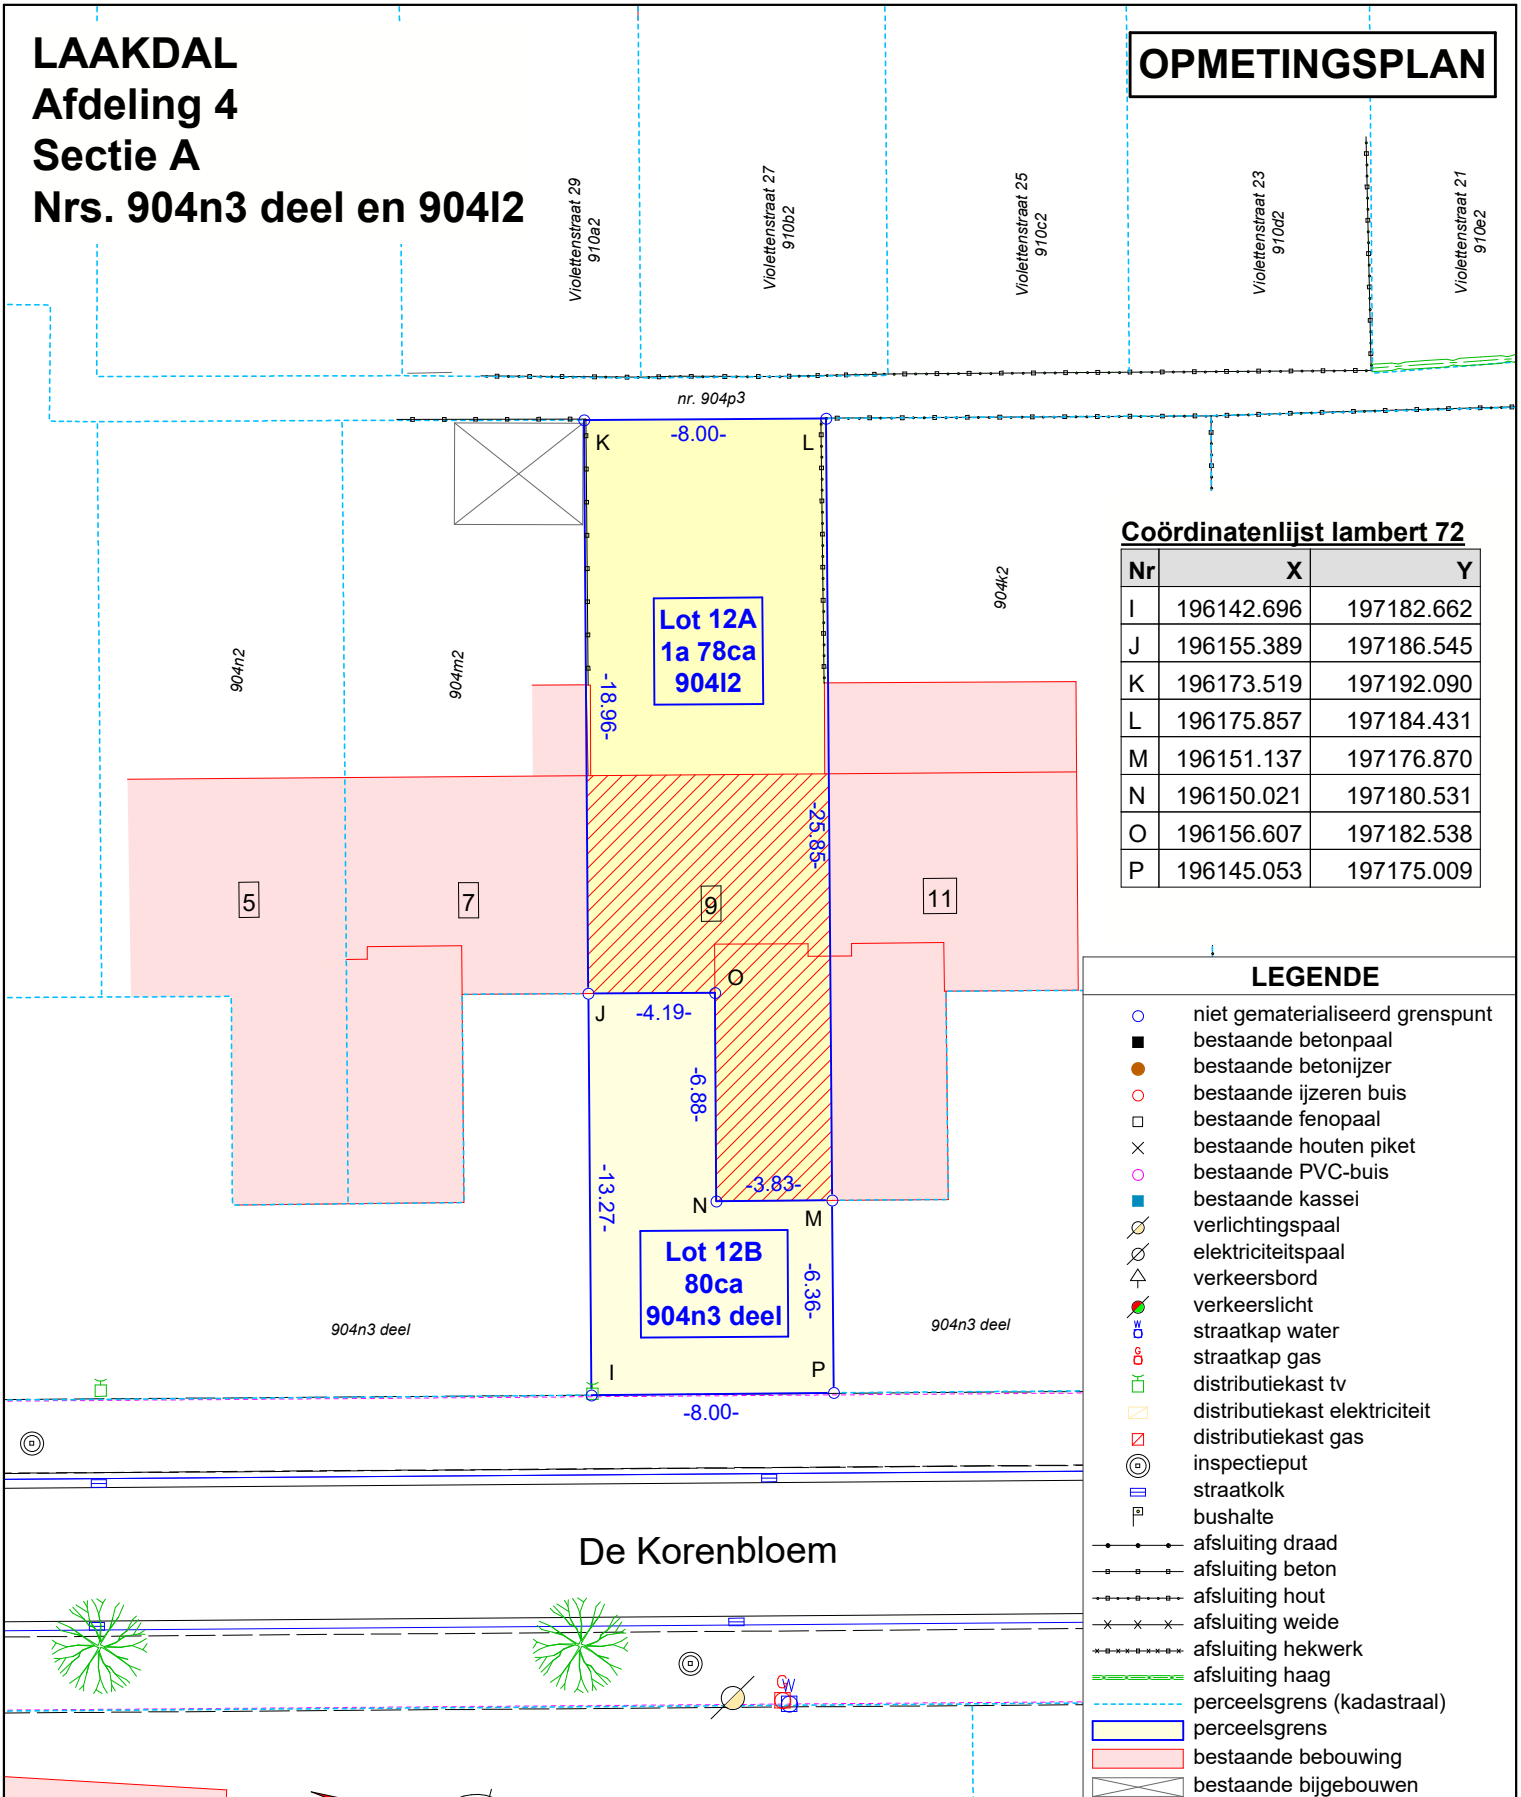 LAAKDAL
Afdeling 4
Sectie A
Nrs. 904n3 deel en 904l2
OPMETINGSPLAN
Violettenstraat 29
910a2
Violettenstraat 27
910b2
Violettenstraat 25
910c2
Violettenstraat 23
910d2
Violettenstraat 21
910e2
nr. 904p3
K
-8.00-
L
Lot 12A
1a 78ca
904l2
904n2
904m2
904k2
-18.96-
-25.85-
5
7
9
11
O
J
-4.19-
-6.88-
-13.27-
-3.83-
N
M
Lot 12B
80ca
904n3 deel
-6.36-
904n3 deel
904n3 deel
I
P
-8.00-
De Korenbloem
G
W
Coördinatenlijst lambert 72
Nr X Y
I 196142.696 197182.662
J 196155.389 197186.545
K 196173.519 197192.090
L 196175.857 197184.431
M 196151.137 197176.870
N 196150.021 197180.531
O 196156.607 197182.538
P 196145.053 197175.009
LEGENDE
niet gematerialiseerd grenspunt
bestaande betonpaal
bestaande betonijzer
bestaande ijzeren buis
bestaande fenopaal
bestaande houten piket
bestaande PVC-buis
bestaande kassei
verlichtingspaal
elektriciteitspaal
verkeersbord
verkeerslicht
W straatkap water
G straatkap gas
distributiekast tv
distributiekast elektriciteit
distributiekast gas
inspectieput
straatkolk
bushalte
afsluiting draad
afsluiting beton
afsluiting hout
afsluiting weide
afsluiting hekwerk
afsluiting haag
perceelsgrens (kadastraal)
perceelsgrens
bestaande bebouwing
bestaande bijgebouwen